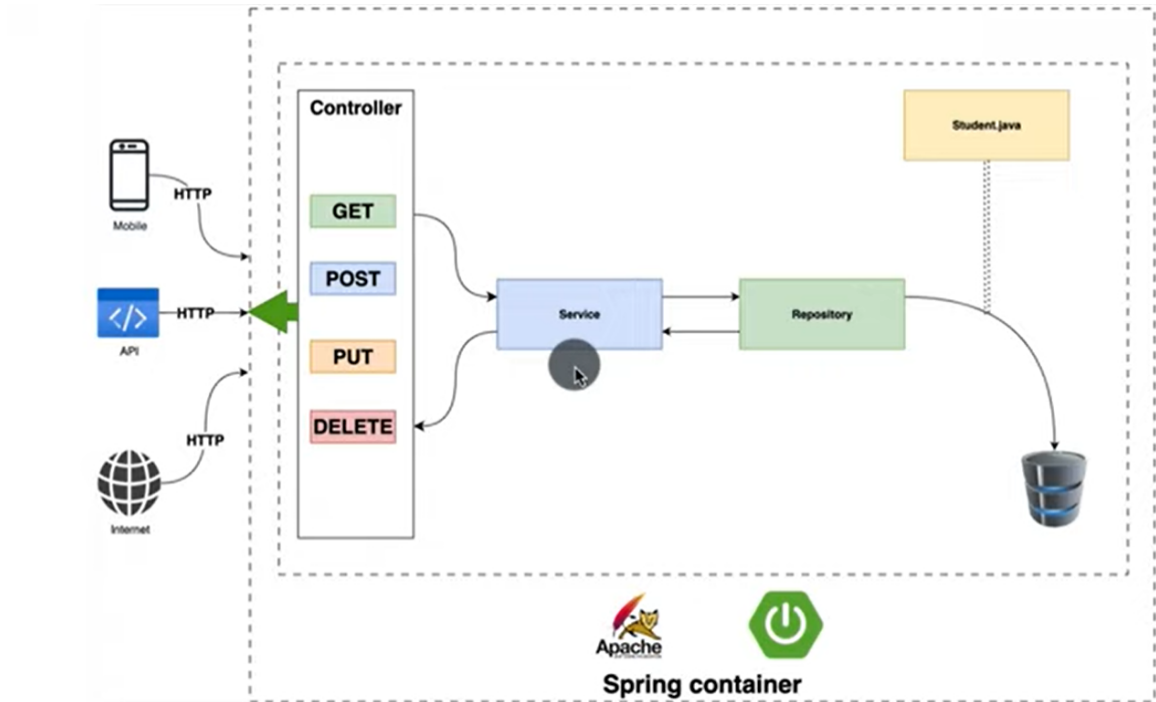 Controller
Student.java
HTTP
Mobile
GET
POST
HTTP
API
Service
Repository
PUT
DELETE
HTTP
Internet
Apache
Spring container